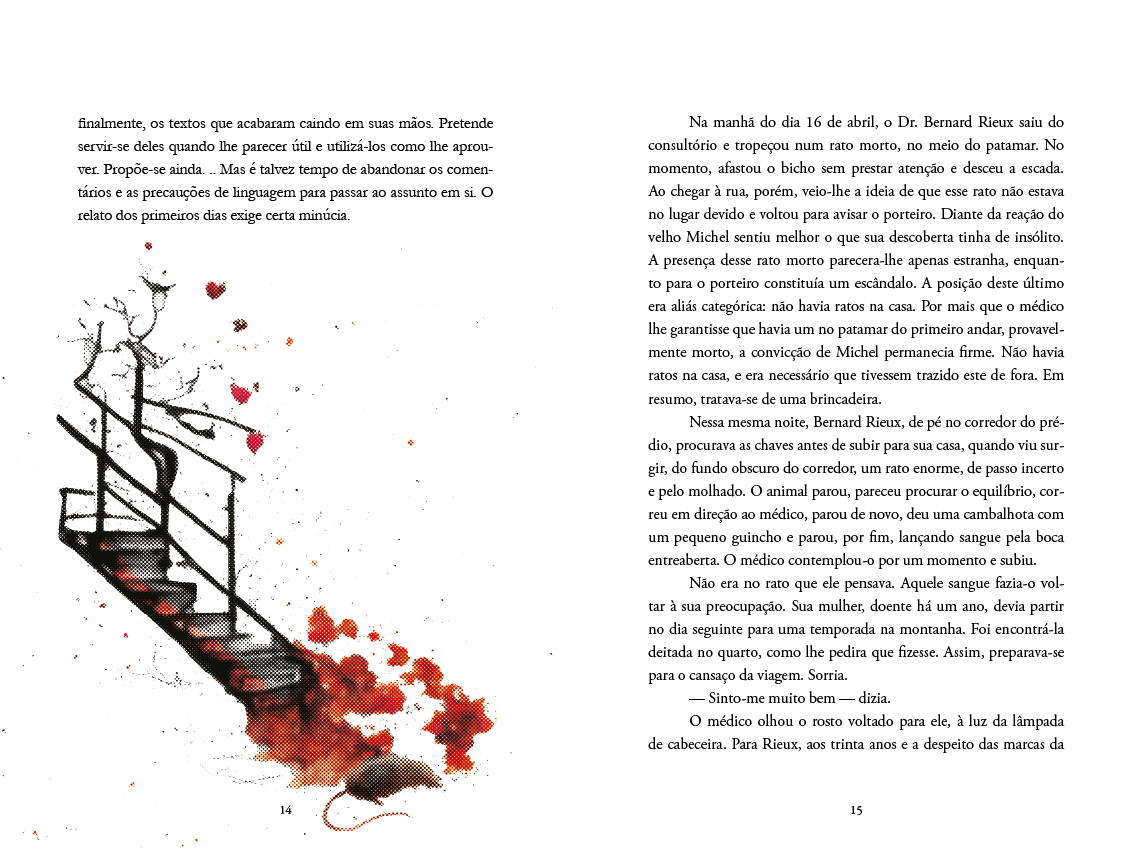 finalmente, os textos que acabaram caindo em suas mãos. Pretende
servir-se deles quando lhe parecer útil e utilizá-los como lhe aprou-
ver. Propõe-se ainda. .. Mas é talvez tempo de abandonar os comen-
tários e as precauções de linguagem para passar ao assunto em si. O
relato dos primeiros dias exige certa minúcia.
14
Na manhã do dia 16 de abril, o Dr. Bernard Rieux saiu do
consultório e tropeçou num rato morto, no meio do patamar. No
momento, afastou o bicho sem prestar atenção e desceu a escada.
Ao chegar à rua, porém, veio-lhe a ideia de que esse rato não estava
no lugar devido e voltou para avisar o porteiro. Diante da reação do
velho Michel sentiu melhor o que sua descoberta tinha de insólito.
A presença desse rato morto parecera-lhe apenas estranha, enquan-
to para o porteiro constituía um escândalo. A posição deste último
era aliás categórica: não havia ratos na casa. Por mais que o médico
lhe garantisse que havia um no patamar do primeiro andar, provavel-
mente morto, a convicção de Michel permanecia firme. Não havia
ratos na casa, e era necessário que tivessem trazido este de fora. Em
resumo, tratava-se de uma brincadeira.
Nessa mesma noite, Bernard Rieux, de pé no corredor do pré-
dio, procurava as chaves antes de subir para sua casa, quando viu sur-
gir, do fundo obscuro do corredor, um rato enorme, de passo incerto
e pelo molhado. O animal parou, pareceu procurar o equilíbrio, cor-
reu em direção ao médico, parou de novo, deu uma cambalhota com
um pequeno guincho e parou, por fim, lançando sangue pela boca
entreaberta. O médico contemplou-o por um momento e subiu.
Não era no rato que ele pensava. Aquele sangue fazia-o vol-
tar à sua preocupação. Sua mulher, doente há um ano, devia partir
no dia seguinte para uma temporada na montanha. Foi encontrá-la
deitada no quarto, como lhe pedira que fizesse. Assim, preparava-se
para o cansaço da viagem. Sorria.
— Sinto-me muito bem — dizia.
O médico olhou o rosto voltado para ele, à luz da lâmpada
de cabeceira. Para Rieux, aos trinta anos e a despeito das marcas da
15